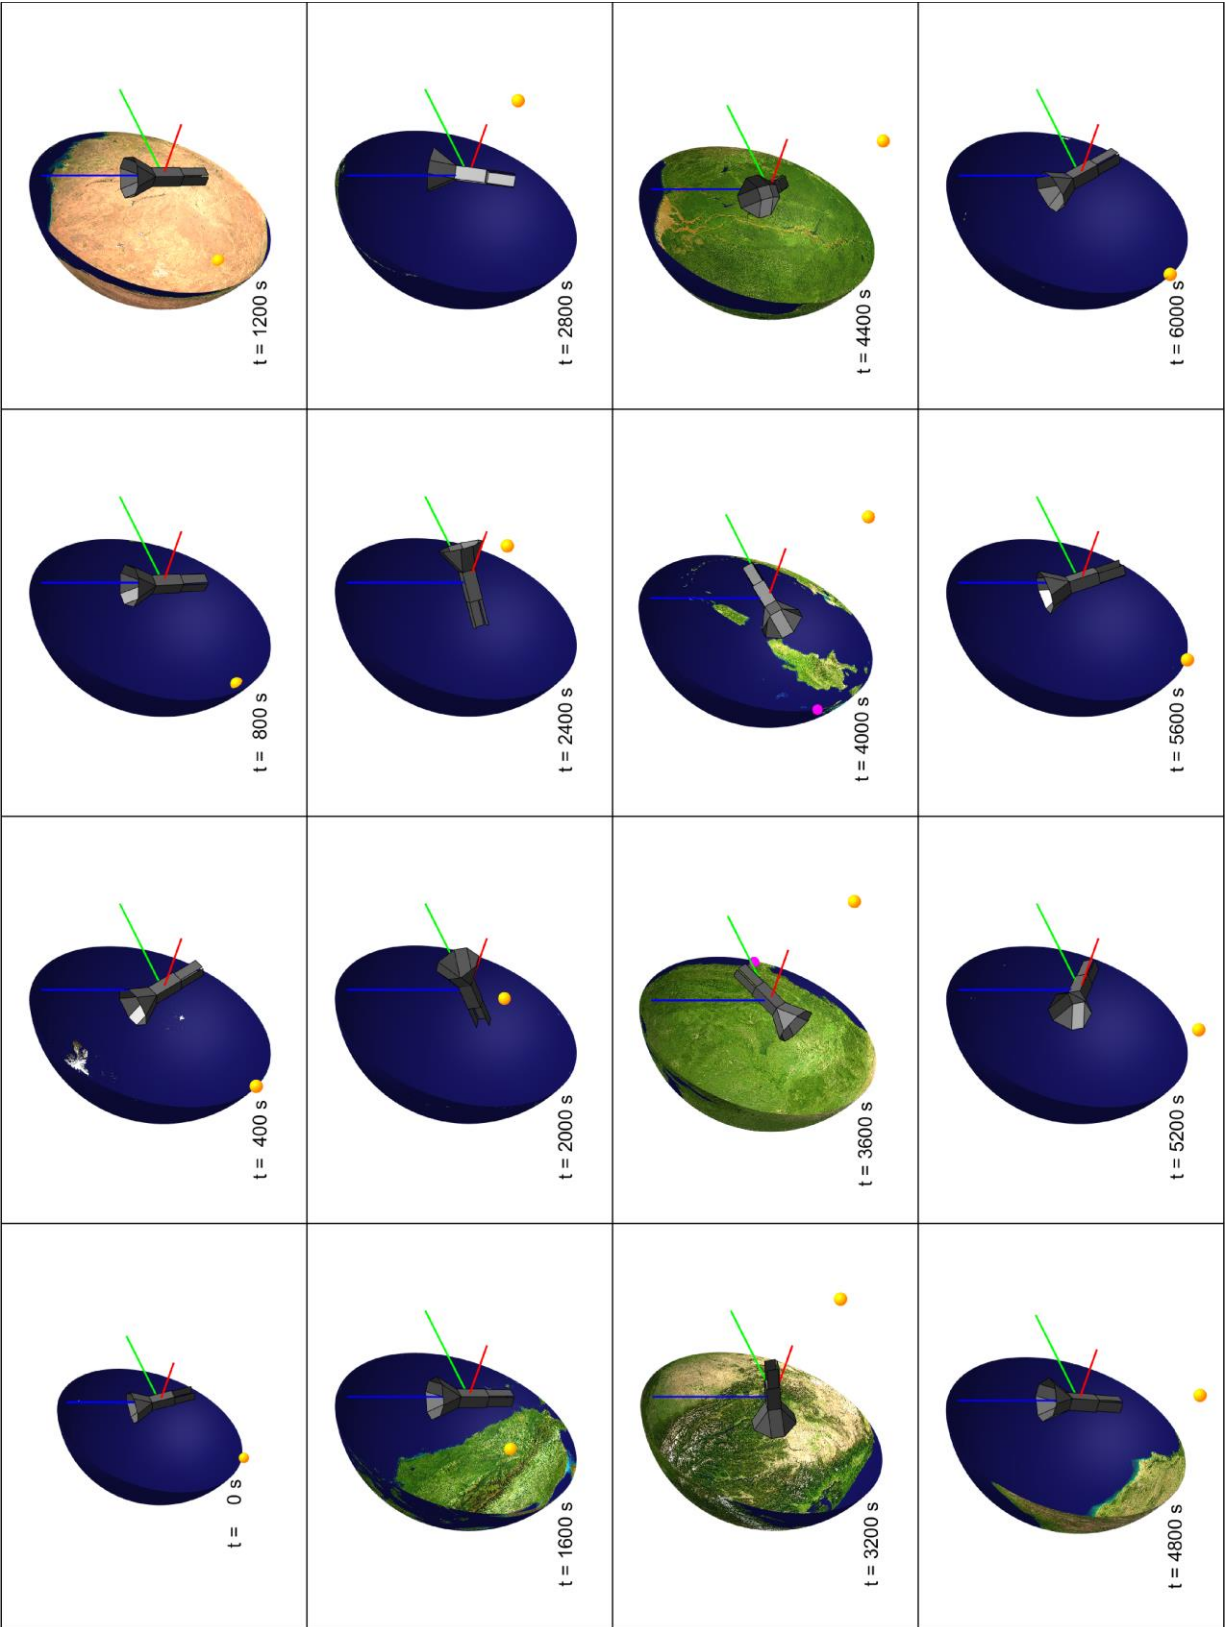 t =    0 s
t =  400 s
t =  800 s
t = 1200 s
t = 1600 s
t = 2000 s
t = 2400 s
t = 2800 s
t = 3200 s
t = 3600 s
t = 4000 s
t = 4400 s
t = 4800 s
t = 5200 s
t = 5600 s
t = 6000 s